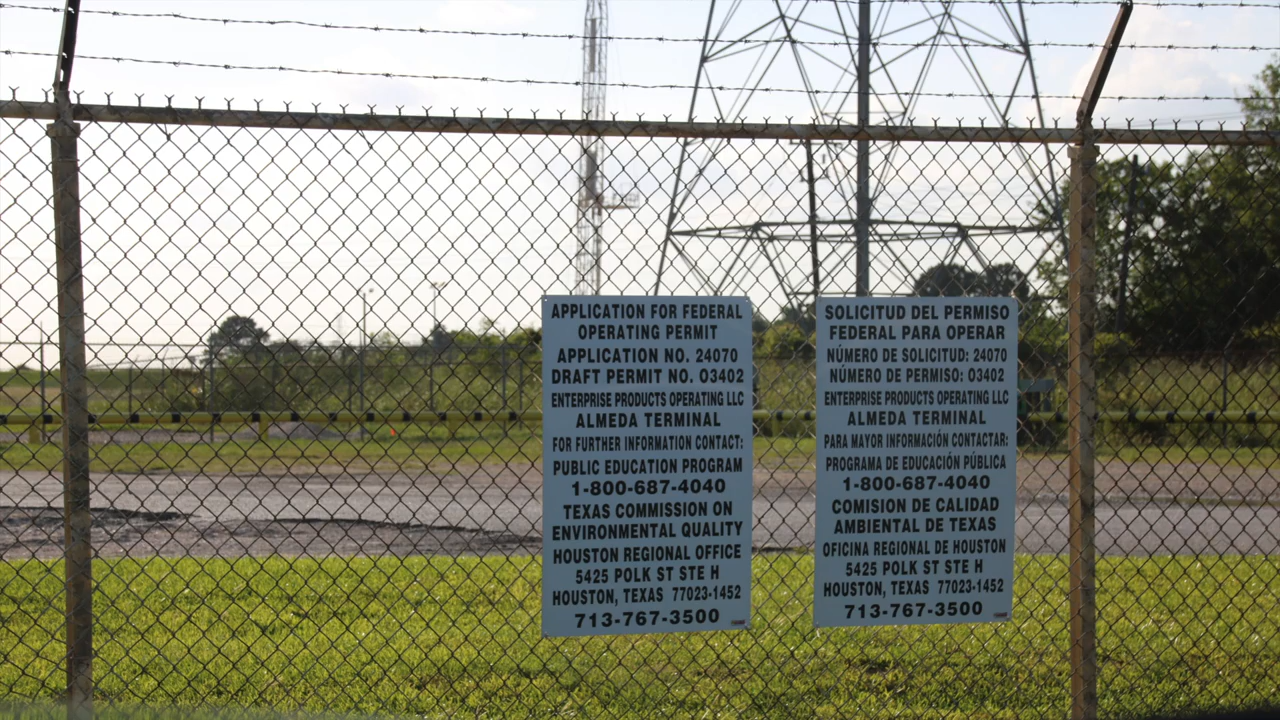 APPLICATION FOR FEDERAL
OPERATING PERMIT
APPLICATION NO. 24070
DRAFT PERMIT NO. O3402
ENTERPRISE PRODUCTS OPERATING LLC
ALMEDA TERMINAL
FOR FURTHER INFORMATION CONTACT:
PUBLIC EDUCATION PROGRAM
1-800-687-4040
TEXAS COMMISSION ON
ENVIRONMENTAL QUALITY
HOUSTON REGIONAL OFFICE
5425 POLK ST STE H
HOUSTON, TEXAS 77023-1452
713-767-3500
SOLICITUD DEL PERMISO
FEDERAL PARA OPERAR
NÚMERO DE SOLICITUD: 24070
NÚMERO DE PERMISO: O3402
ENTERPRISE PRODUCTS OPERATING LLC
ALMEDA TERMINAL
PARA MAYOR INFORMACIÓN CONTACTAR:
PROGRAMA DE EDUCACIÓN PÚBLICA
1-800-687-4040
COMISION DE CALIDAD
AMBIENTAL DE TEXAS
OFICINA REGIONAL DE HOUSTON
5425 POLK ST STE H
HOUSTON, TEXAS 77023-1452
713-767-3500